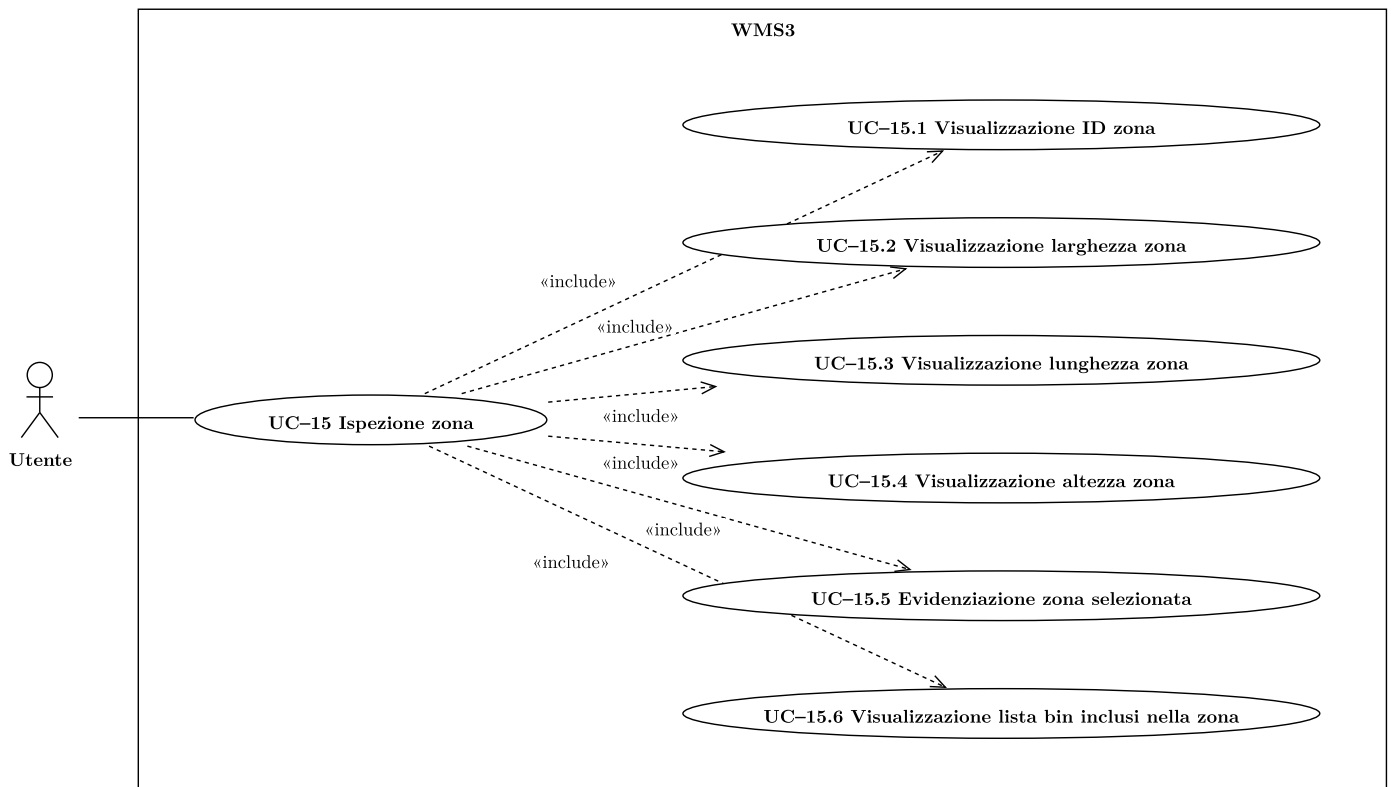 WMS3
UC–15.1 Visualizzazione ID zona
UC–15.2 Visualizzazione larghezza zona
«include»
«include»
UC–15.3 Visualizzazione lunghezza zona
«include»
UC–15 Ispezione zona
Utente
«include»
UC–15.4 Visualizzazione altezza zona
«include»
«include»
UC–15.5 Evidenziazione zona selezionata
UC–15.6 Visualizzazione lista bin inclusi nella zona